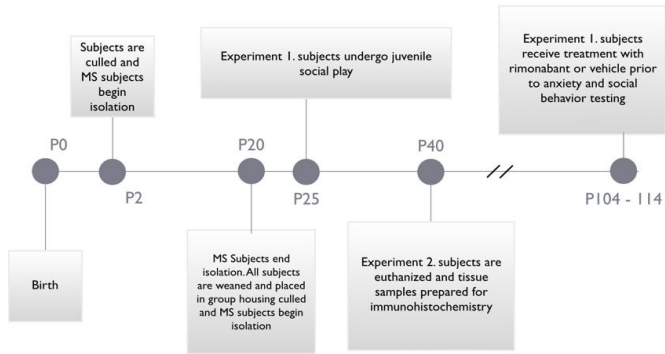 Subjects are
culled and
MS subjects
begin
isolation
Experiment 1. subjects undergo juvenile
social play
Experiment 1. subjects
receive treatment with
rimonabant or vehicle prior
to anxiety and social
behavior testing
P0
P2
P20
P25
P40
P104 - 114
Birth
MS Subjects end
isolation. All subjects
are weaned and placed
in group housing culled
and MS subjects begin
isolation
Experiment 2. subjects are
euthanized and tissue
samples prepared for
immunohistochemistry